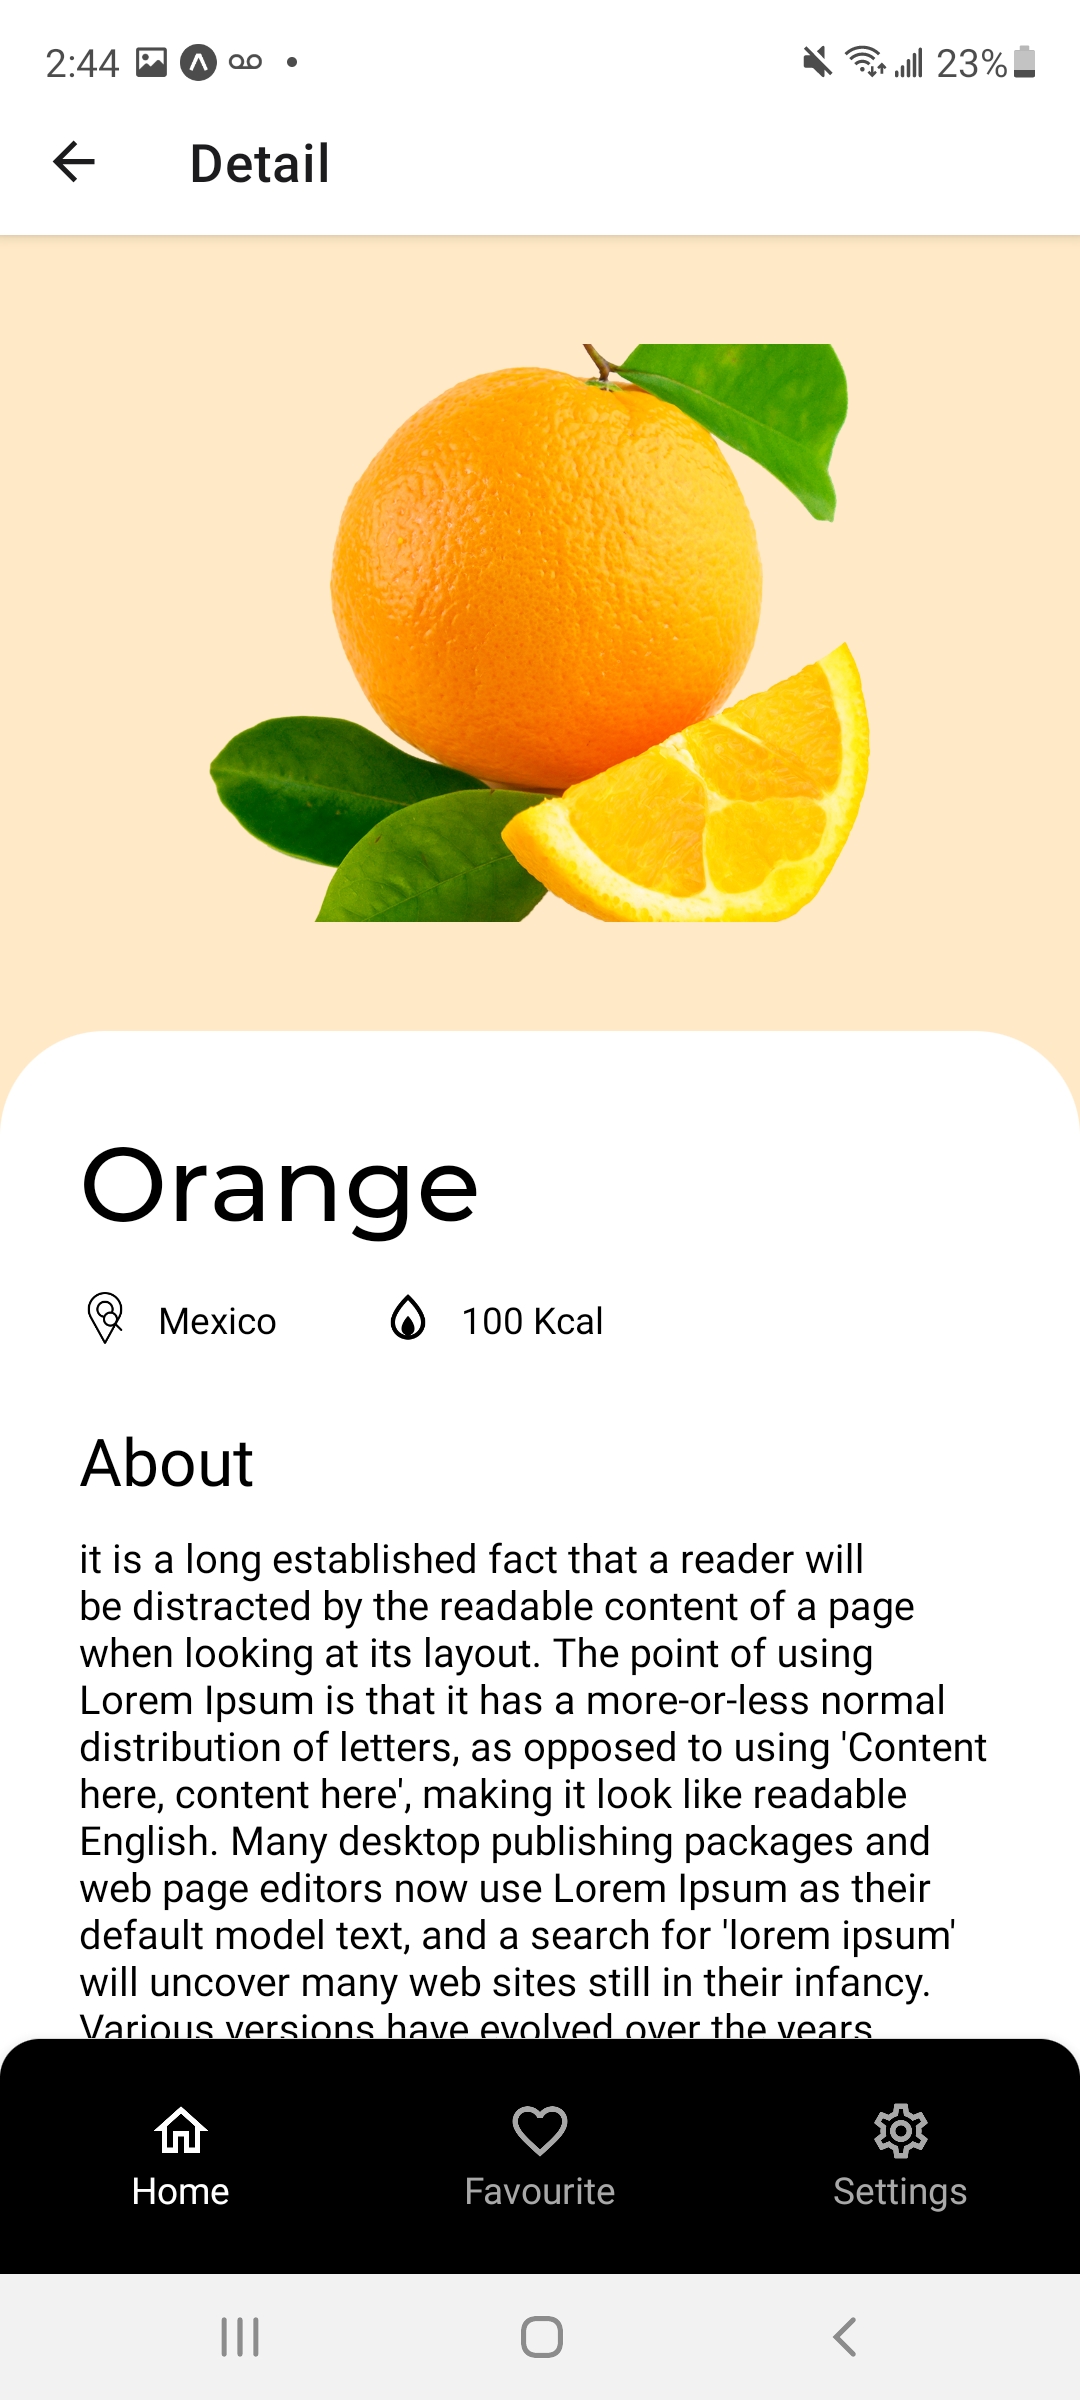 2:44
23%
Detail
Orange
Mexico
100 Kcal
About
it is a long established fact that a reader will
be distracted by the readable content of a page
when looking at its layout. The point of using
Lorem Ipsum is that it has a more-or-less normal
distribution of letters, as opposed to using 'Content
here, content here', making it look like readable
English. Many desktop publishing packages and
web page editors now use Lorem Ipsum as their
default model text, and a search for 'lorem ipsum'
will uncover many web sites still in their infancy.
Various versions have evolved over the years
Home
Favourite
Settings